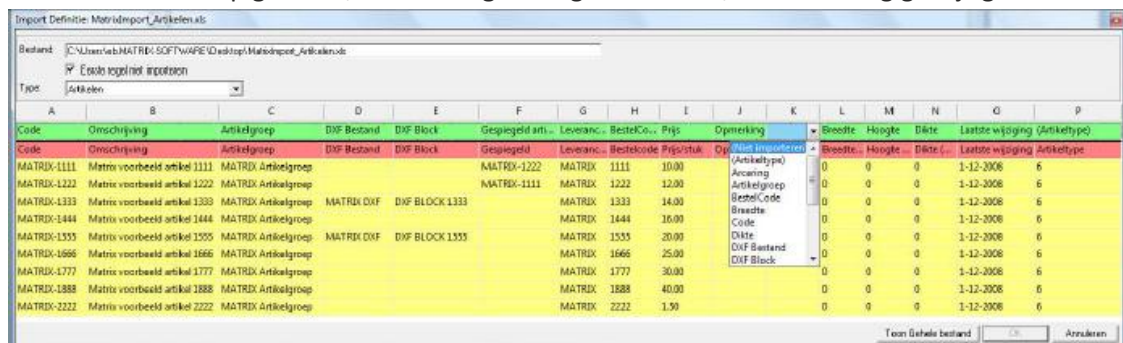 Import Definitie: MatrixImport_Artikelen.xls
Bestand: C:\Users\eb.MATRIX-SOFTWARE\Desktop\MatrixImport_Artikelen.xls
Eerste regel niet importeren
Type: Artikelen
A B C D E F G H I J K L M N O P
Code Omschrijving Artikelgroep DXF Bestand DXF Block Gespiegeld arti... Leveranc... BestelCo... Prijs Opmerking Breedte Hoogte Dikte Laatste wijziging (Artikeltype)
Code Omschrijving Artikelgroep DXF Bestand DXF Block Gespiegeld Leveranc... Bestelcode Prijs/stuk Op (Niet importeren Breedte... Hoogte ... Dikte (... Laatste wijziging Artikeltype
MATRIX-1111 Matrix voorbeeld artikel 1111 MATRIX Artikelgroep MATRIX-1222 MATRIX 1111 10.00 (Artikeltype) 0 0 0 1-12-2008 6
MATRIX-1222 Matrix voorbeeld artikel 1222 MATRIX Artikelgroep MATRIX-1111 MATRIX 1222 12.00 Arcering Artikelgroep 0 0 0 1-12-2008 6
MATRIX-1333 Matrix voorbeeld artikel 1333 MATRIX Artikelgroep MATRIX DXF DXF BLOCK 1333 MATRIX 1333 14.00 BestelCode 0 0 0 1-12-2008 6
MATRIX-1444 Matrix voorbeeld artikel 1444 MATRIX Artikelgroep MATRIX 1444 16.00 Breedte Code 0 0 0 1-12-2008 6
MATRIX-1555 Matrix voorbeeld artikel 1555 MATRIX Artikelgroep MATRIX DXF DXF BLOCK 1555 MATRIX 1555 20.00 Dikte 0 0 0 1-12-2008 6
MATRIX-1666 Matrix voorbeeld artikel 1666 MATRIX Artikelgroep MATRIX 1666 25.00 DXF Bestand DXF Block 0 0 0 1-12-2008 6
MATRIX-1777 Matrix voorbeeld artikel 1777 MATRIX Artikelgroep MATRIX 1777 30.00 0 0 0 1-12-2008 6
MATRIX-1888 Matrix voorbeeld artikel 1888 MATRIX Artikelgroep MATRIX 1888 40.00 0 0 0 1-12-2008 6
MATRIX-2222 Matrix voorbeeld artikel 2222 MATRIX Artikelgroep MATRIX 2222 1.50 0 0 0 1-12-2008 6
Toon Gehele bestand OK Annuleren